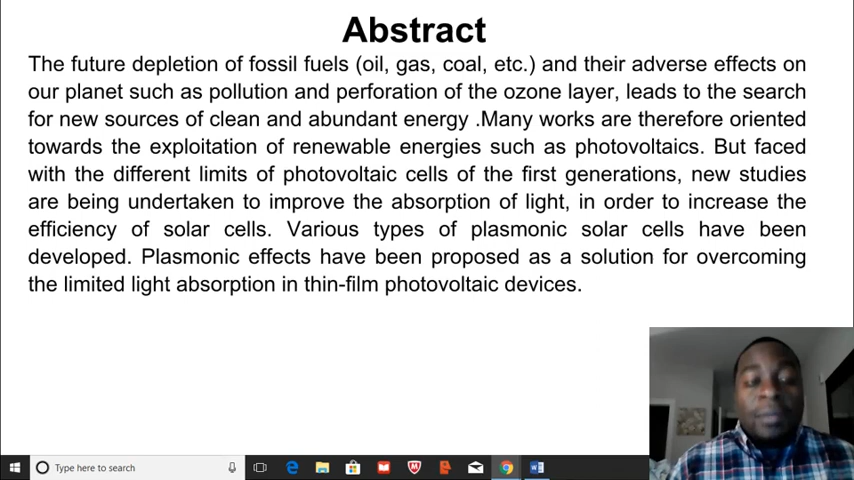 Abstract
The future depletion of fossil fuels (oil, gas, coal, etc.) and their adverse effects on
our planet such as pollution and perforation of the ozone layer, leads to the search
for new sources of clean and abundant energy .Many works are therefore oriented
towards the exploitation of renewable energies such as photovoltaics. But faced
with the different limits of photovoltaic cells of the first generations, new studies
are being undertaken to improve the absorption of light, in order to increase the
efficiency of solar cells. Various types of plasmonic solar cells have been
developed. Plasmonic effects have been proposed as a solution for overcoming
the limited light absorption in thin-film photovoltaic devices.
Type here to search